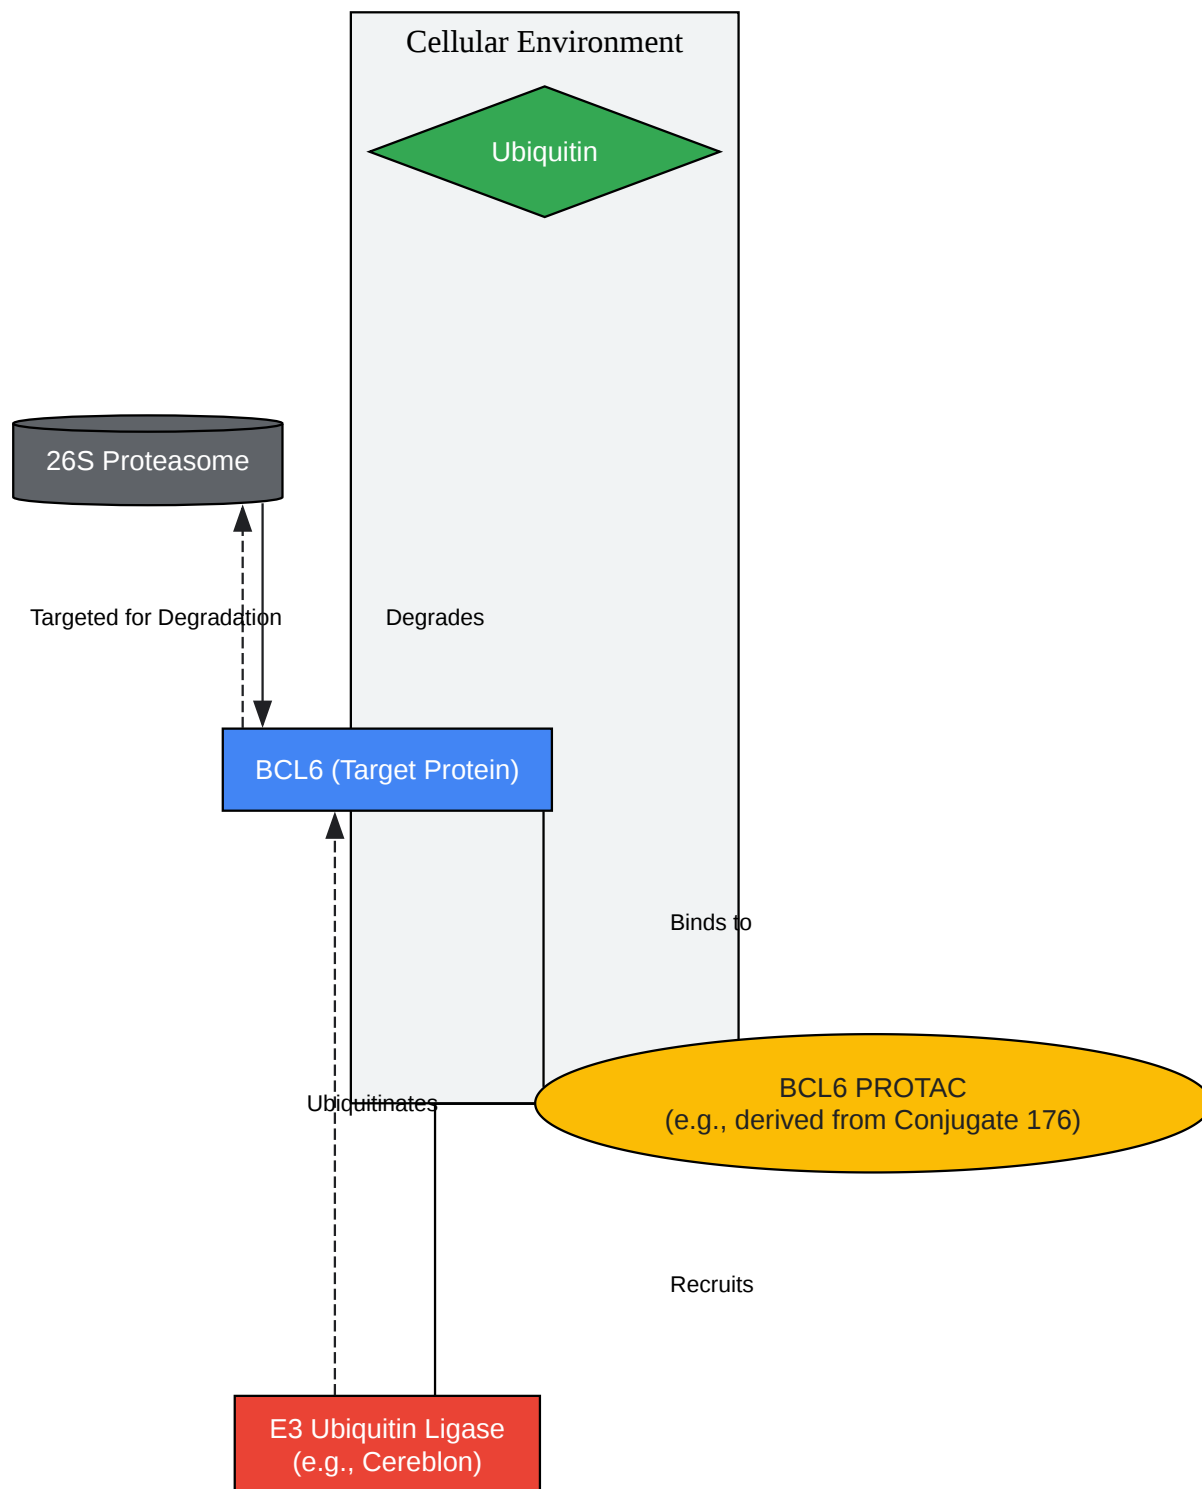 Cellular Environment
Ubiquitin
26S Proteasome
Targeted for Degradation
Degrades
BCL6 (Target Protein)
Binds to
BCL6 PROTAC
(e.g., derived from Conjugate 176)
Ubiquitinates
Recruits
E3 Ubiquitin Ligase
(e.g., Cereblon)